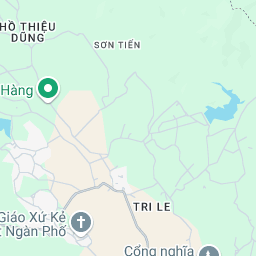 HỒ THIỆU
DŨNG
SƠN TIẾN
Hàng
TRI LE
Giáo Xứ Kẻ
Ngàn Phố
Cổng nghĩa